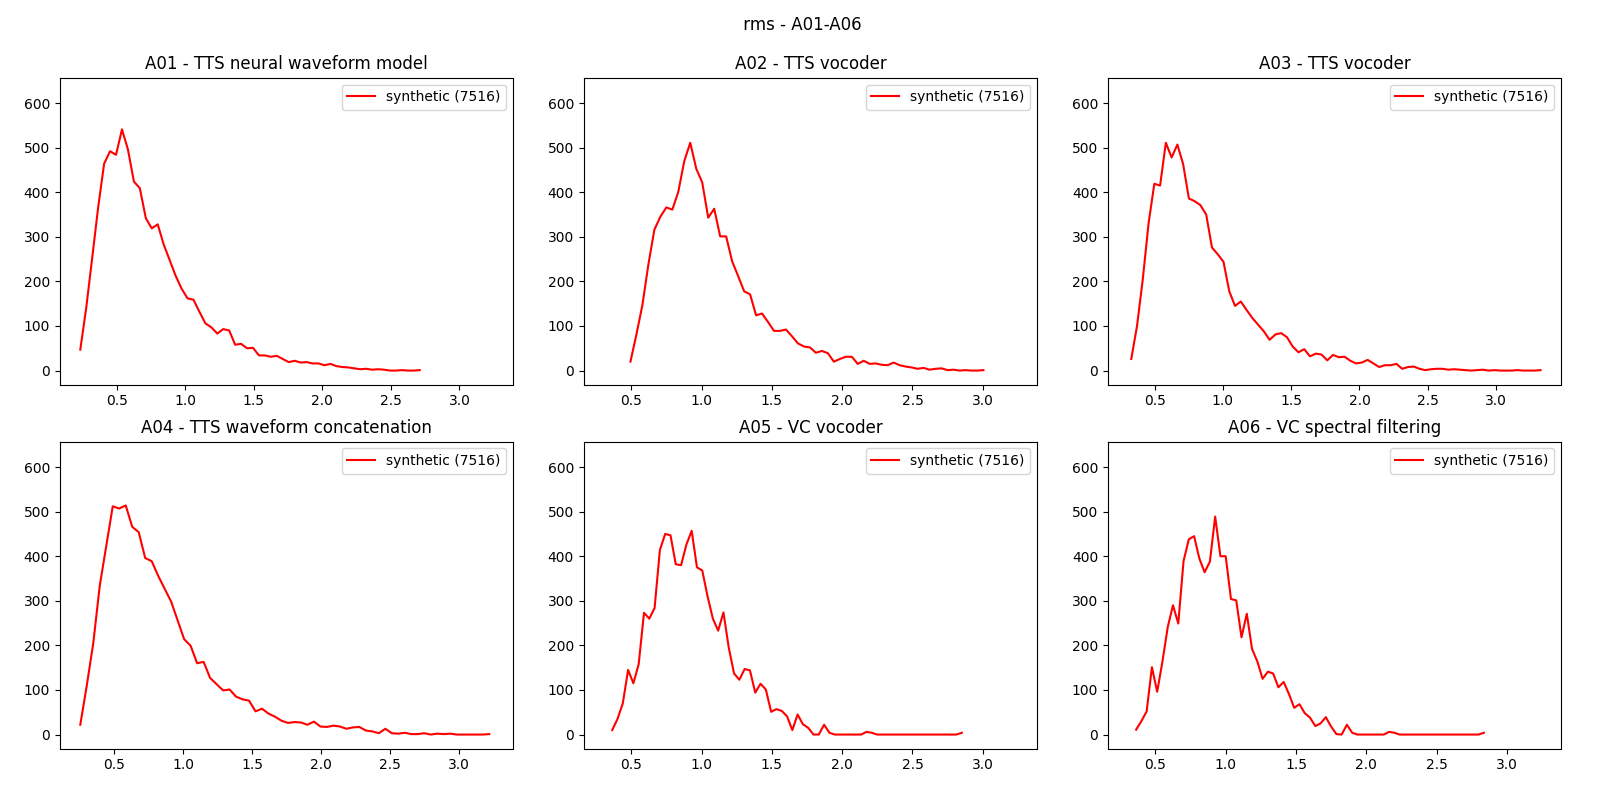 rms - A01-A06
A01 - TTS neural waveform model
synthetic (7516)
600
500
400
300
200
100
0
0.5 1.0 1.5 2.0 2.5 3.0
A02 - TTS vocoder
synthetic (7516)
600
500
400
300
200
100
0
0.5 1.0 1.5 2.0 2.5 3.0
A03 - TTS vocoder
synthetic (7516)
600
500
400
300
200
100
0
0.5 1.0 1.5 2.0 2.5 3.0
A04 - TTS waveform concatenation
synthetic (7516)
600
500
400
300
200
100
0
0.5 1.0 1.5 2.0 2.5 3.0
A05 - VC vocoder
synthetic (7516)
600
500
400
300
200
100
0
0.5 1.0 1.5 2.0 2.5 3.0
A06 - VC spectral filtering
synthetic (7516)
600
500
400
300
200
100
0
0.5 1.0 1.5 2.0 2.5 3.0